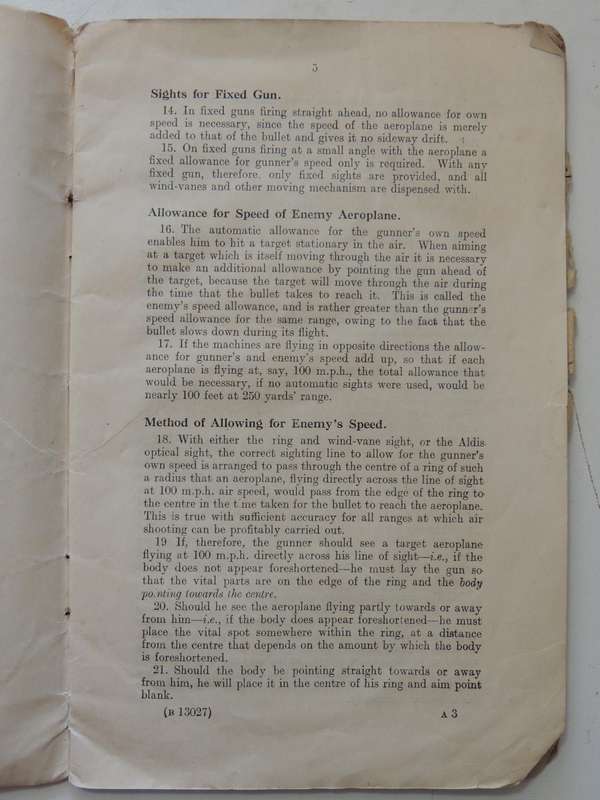 5
Sights for Fixed Gun.
14. In fixed guns firing straight ahead, no allowance for own
speed is necessary, since the speed of the aeroplane is merely
added to that of the bullet and gives it no sideway drift.
15. On fixed guns firing at a small angle with the aeroplane a
fixed allowance for gunner's speed only is required. With any
fixed gun, therefore, only fixed sights are provided, and all
wind-vanes and other moving mechanism are dispensed with.
Allowance for Speed of Enemy Aeroplane.
16. The automatic allowance for the gunner's own speed
enables him to hit a target stationary in the air. When aiming
at a target which is itself moving through the air it is necessary
to make an additional allowance by pointing the gun ahead of
the target, because the target will move through the air during
the time that the bullet takes to reach it. This is called the
enemy's speed allowance, and is rather greater than the gunner's
speed allowance for the same range, owing to the fact that the
bullet slows down during its flight.
17. If the machines are flying in opposite directions the allow-
ance for gunner's and enemy's speed add up, so that if each
aeroplane is flying at, say, 100 m.p.h., the total allowance that
would be necessary, if no automatic sights were used, would be
nearly 100 feet at 250 yards' range.
Method of Allowing for Enemy's Speed.
18. With either the ring and wind-vane sight, or the Aldis
optical sight, the correct sighting line to allow for the gunner's
own speed is arranged to pass through the centre of a ring of such
a radius that an aeroplane, flying directly across the line of sight
at 100 m.p.h. air speed, would pass from the edge of the ring to
the centre in the time taken for the bullet to reach the aeroplane.
This is true with sufficient accuracy for all ranges at which air
shooting can be profitably carried out.
19 If, therefore, the gunner should see a target aeroplane
flying at 100 m.p.h. directly across his line of sight—i.e., if the
body does not appear foreshortened—he must lay the gun so
that the vital parts are on the edge of the ring and the body
pointing towards the centre.
20. Should he see the aeroplane flying partly towards or away
from him—i.e., if the body does appear foreshortened—he must
place the vital spot somewhere within the ring, at a distance
from the centre that depends on the amount by which the body
is foreshortened.
21. Should the body be pointing straight towards or away
from him, he will place it in the centre of his ring and aim point
blank.
(B 13027) A 3